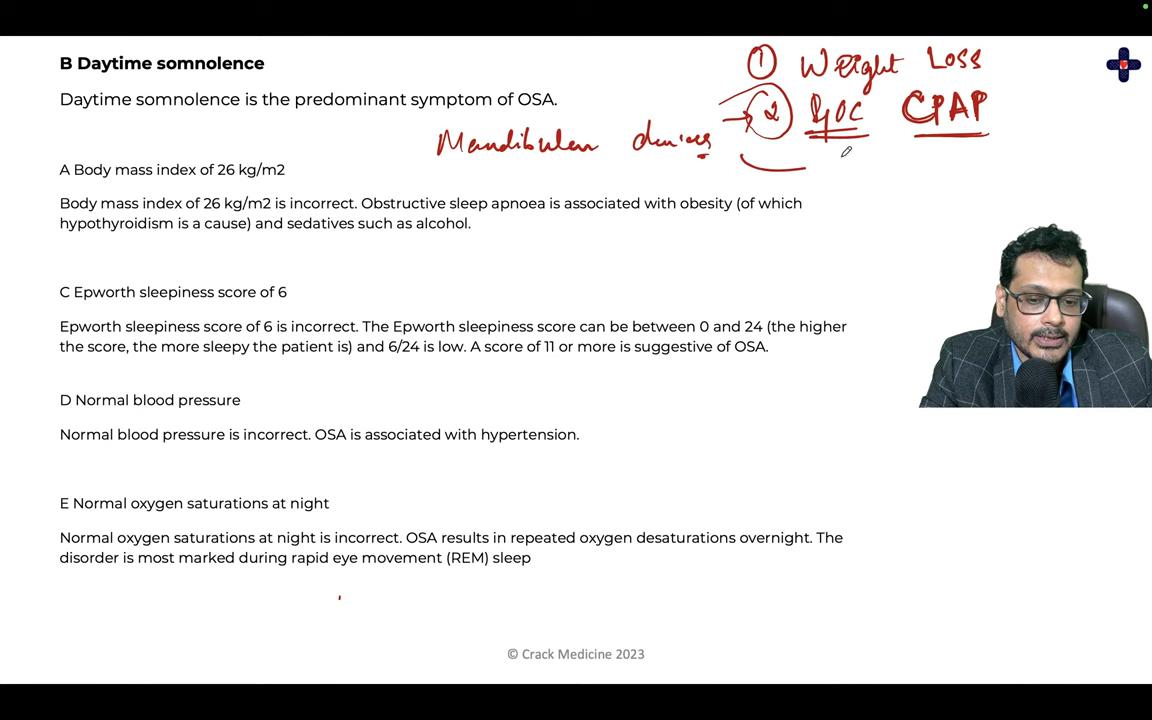 B Daytime somnolence
① Weight Loss
Daytime somnolence is the predominant symptom of OSA.
② DOC CPAP
Mandibular devices
A Body mass index of 26 kg/m2
Body mass index of 26 kg/m2 is incorrect. Obstructive sleep apnoea is associated with obesity (of which
hypothyroidism is a cause) and sedatives such as alcohol.
C Epworth sleepiness score of 6
Epworth sleepiness score of 6 is incorrect. The Epworth sleepiness score can be between 0 and 24 (the higher
the score, the more sleepy the patient is) and 6/24 is low. A score of 11 or more is suggestive of OSA.
D Normal blood pressure
Normal blood pressure is incorrect. OSA is associated with hypertension.
E Normal oxygen saturations at night
Normal oxygen saturations at night is incorrect. OSA results in repeated oxygen desaturations overnight. The
disorder is most marked during rapid eye movement (REM) sleep
© Crack Medicine 2023